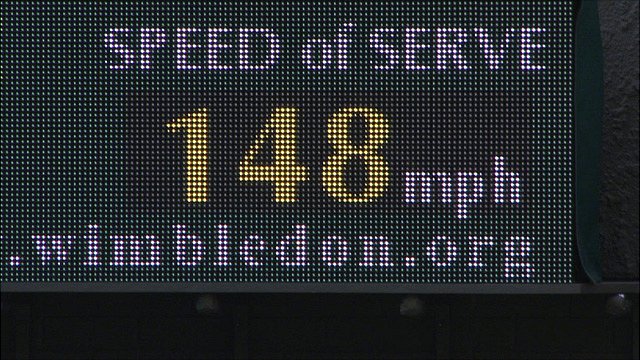 SPEED of SERVE
148 mph
.wimbledon.org